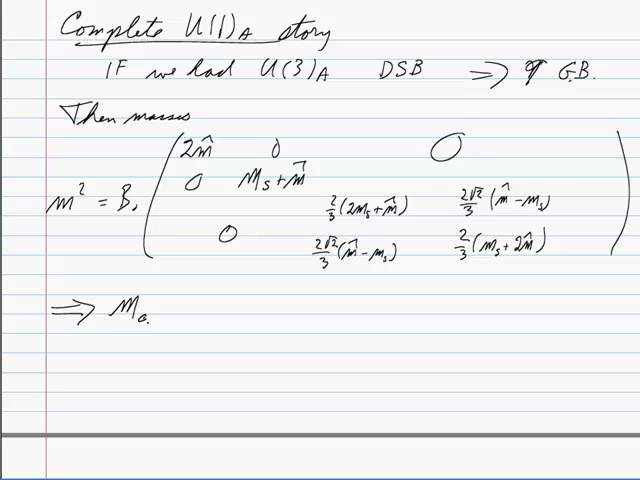 Complete U(1)_A story
IF we had U(3)_A DSB ⇒ 9 G.B.
Then masses
2m̂ 0 0
m² = B₀ 0 m_s + m̂
2/3 (2m_s + m̂) 2√2/3 (m̂ - m_s)
0 2√2/3 (m̂ - m_s) 2/3 (m_s + 2m̂)
⇒ m₀